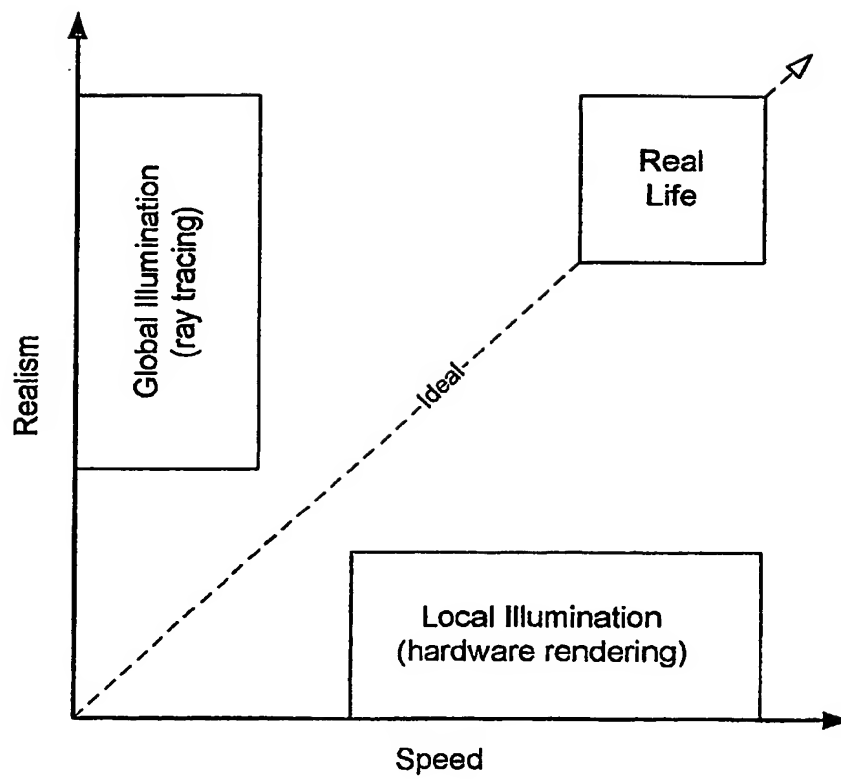 Realism
Global Illumination
(ray tracing)
Real
Life
Ideal
Local Illumination
(hardware rendering)
Speed